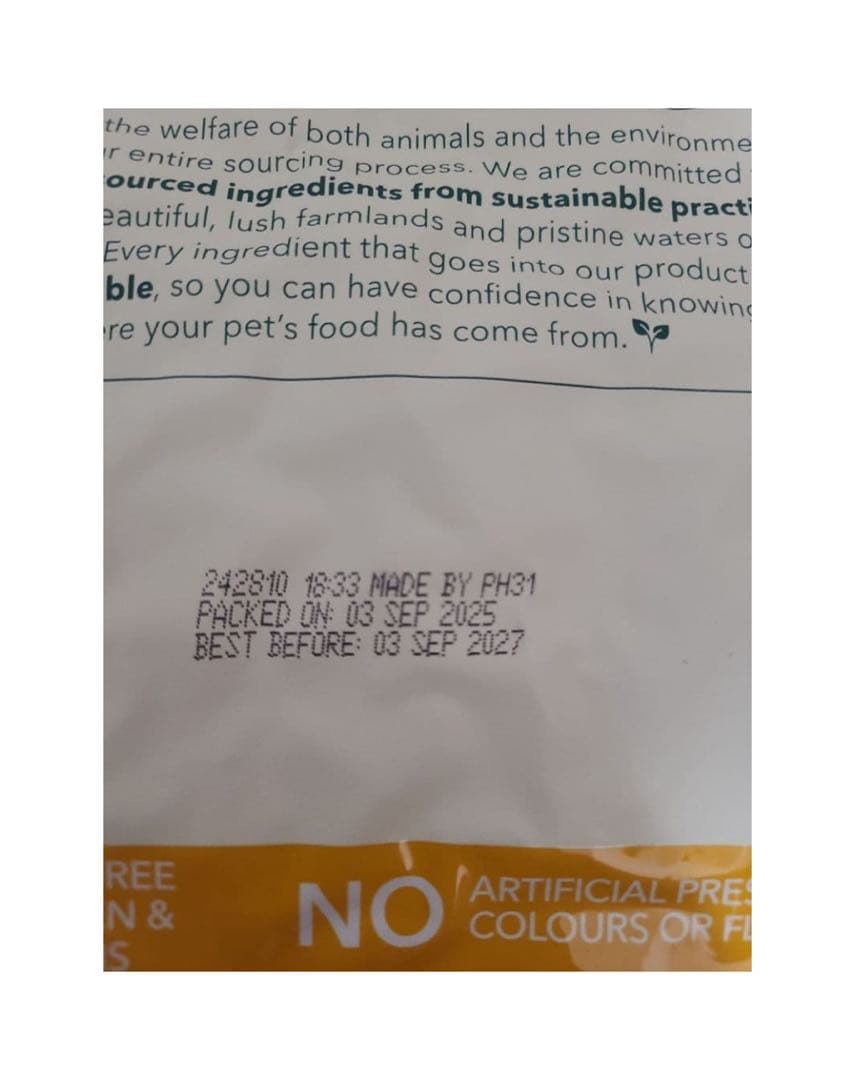 the welfare of both animals and the environme
r entire sourcing process. We are committed
ourced ingredients from sustainable practi
eautiful, lush farmlands and pristine waters o
Every ingredient that goes into our product
ble, so you can have confidence in knowing
re your pet's food has come from.
242810 18:33 MADE BY PH31
PACKED ON: 03 SEP 2025
BEST BEFORE: 03 SEP 2027
REE
N &
S
NO
ARTIFICIAL PRES
COLOURS OR FL